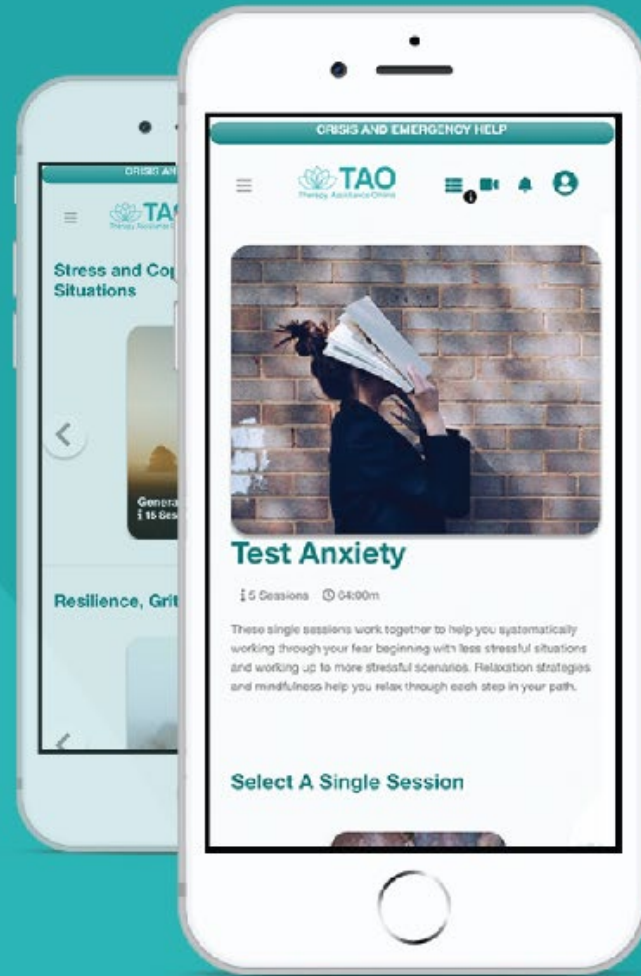 CRISIS AN
TA
Stress and Cop
Situations
Genera
15 Ses
Resilience, Grit
CRISIS AND EMERGENCY HELP
TAO
Therapy Assistance Online
Test Anxiety
5 Sessions 04:00m
These single sessions work together to help you systematically
working through your fear beginning with less stressful situations
and working up to more stressful scenarios. Relaxation strategies
and mindfulness help you relax through each step in your path.
Select A Single Session